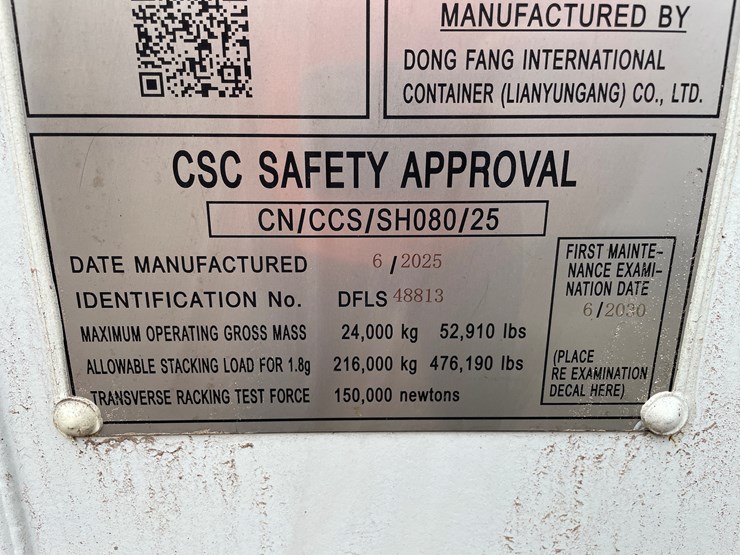 MANUFACTURED BY
DONG FANG INTERNATIONAL
CONTAINER (LIANYUNGANG) CO., LTD.
CSC SAFETY APPROVAL
CN/CCS/SH080/25
DATE MANUFACTURED 6 / 2025
IDENTIFICATION No. DFLS 48813
MAXIMUM OPERATING GROSS MASS 24,000 kg 52,910 lbs
ALLOWABLE STACKING LOAD FOR 1.8g 216,000 kg 476,190 lbs
TRANSVERSE RACKING TEST FORCE 150,000 newtons
FIRST MAINTE-
NANCE EXAMI-
NATION DATE
6/2030
(PLACE
RE EXAMINATION
DECAL HERE)